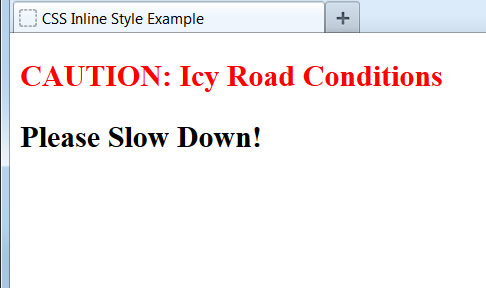 CSS Inline Style Example
CAUTION: Icy Road Conditions
Please Slow Down!